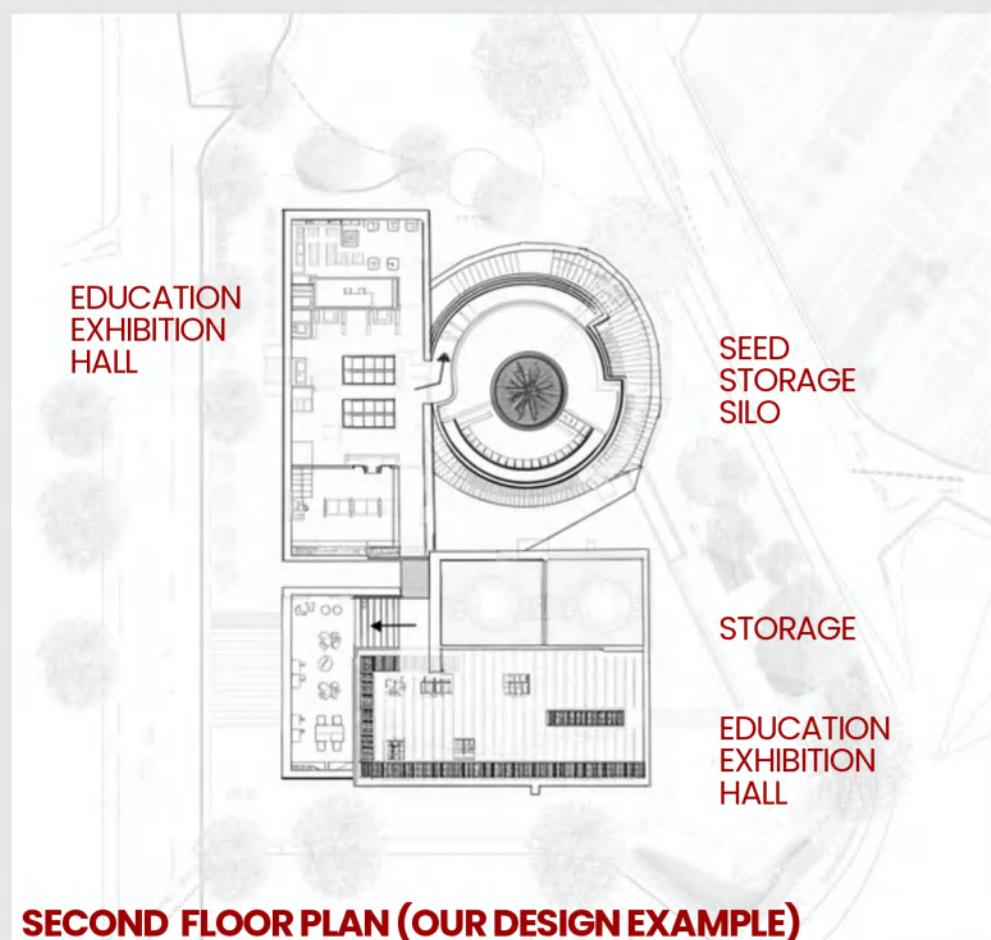 EDUCATION
EXHIBITION
HALL
SEED
STORAGE
SILO
STORAGE
EDUCATION
EXHIBITION
HALL
SECOND FLOOR PLAN (OUR DESIGN EXAMPLE)